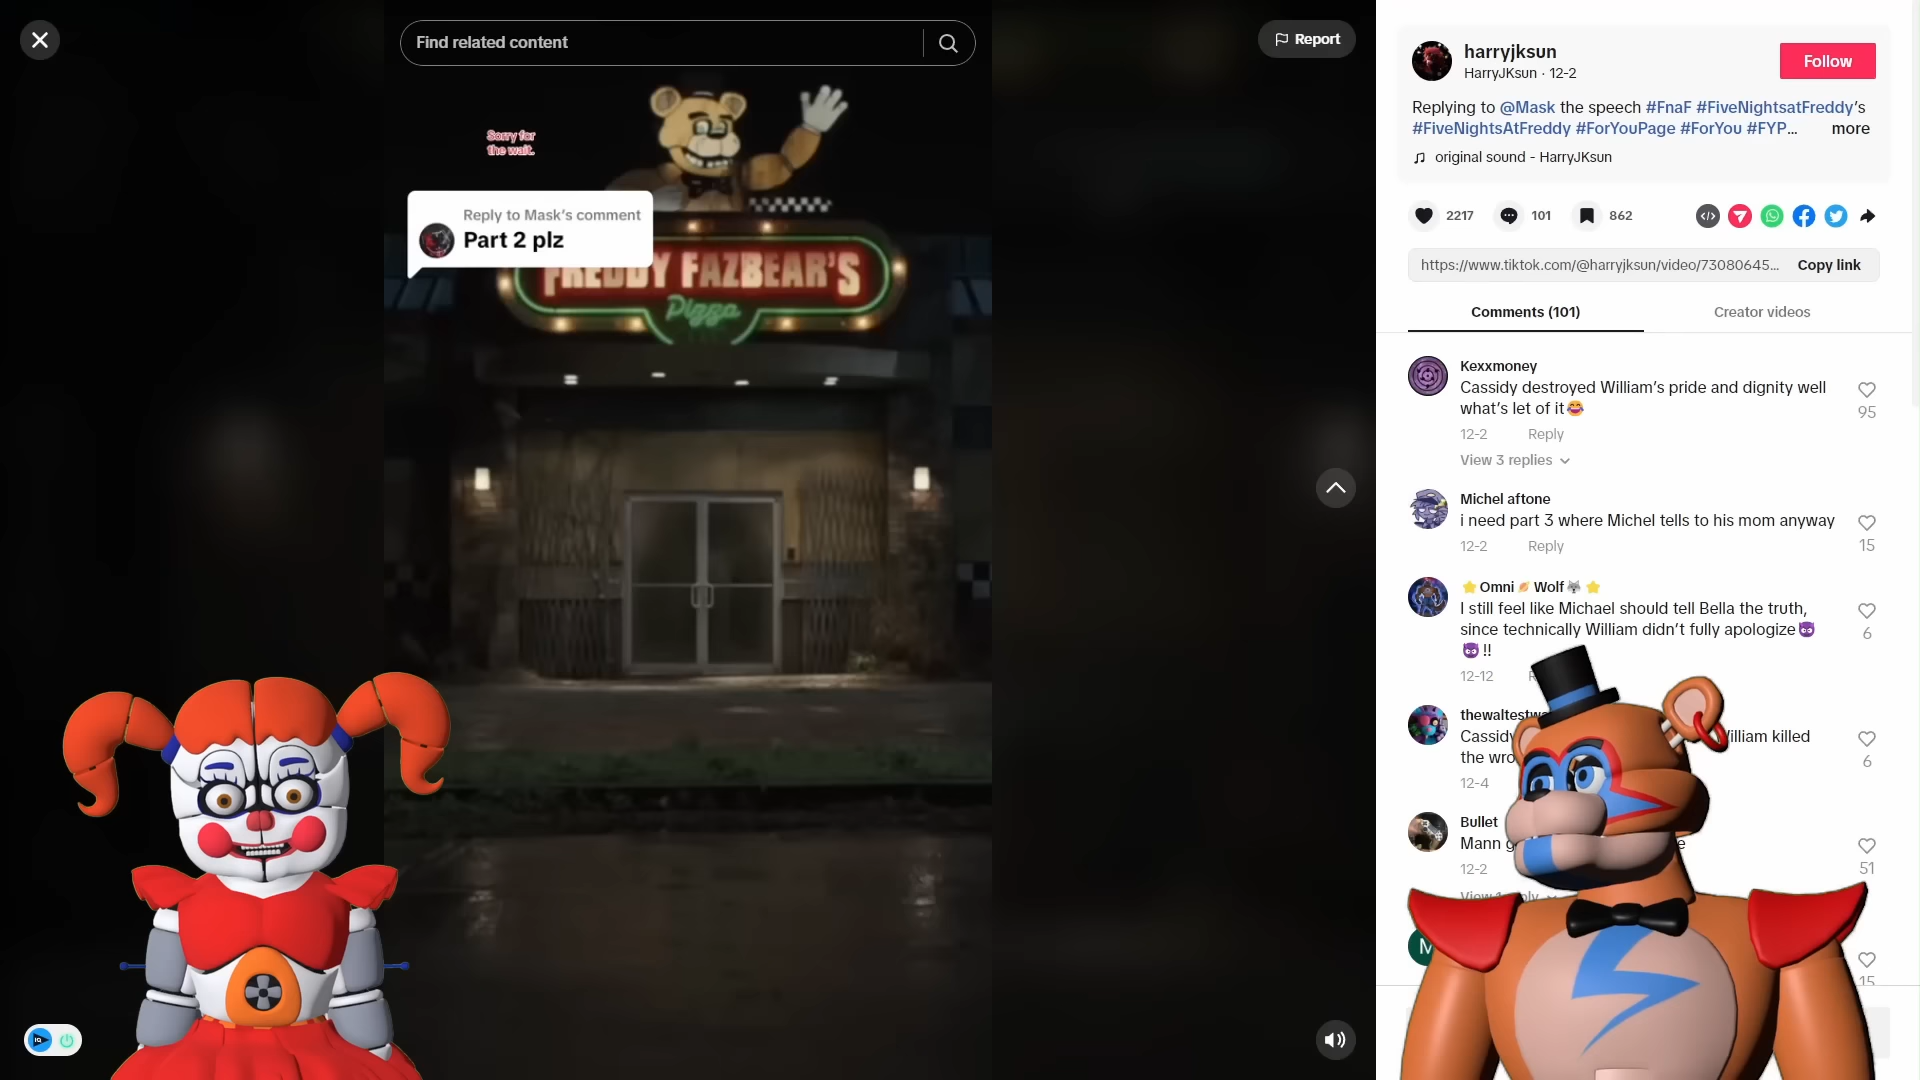 Find related content
Report
Sorry for
the wait.
Reply to Mask's comment
Part 2 plz
FREDDY FAZBEAR'S
Pizza
harryjksun
HarryJKsun · 12-2
Follow
Replying to @Mask the speech #FnaF #FiveNightsatFreddy's
#FiveNightsAtFreddy #ForYouPage #ForYou #FYP... more
original sound - HarryJKsun
2217
101
862
https://www.tiktok.com/@harryjksun/video/73080645...
Copy link
Comments (101)
Creator videos
Kexxmoney
Cassidy destroyed William's pride and dignity well
what's let of it😂
95
12-2 Reply
View 3 replies
Michel aftone
i need part 3 where Michel tells to his mom anyway
12-2 Reply
15
⭐Omni🪐Wolf🐺⭐
I still feel like Michael should tell Bella the truth,
since technically William didn't fully apologize😈
😈!!
6
12-12
Cassidy William killed
the
6
12-4
Bullet
Mann
12-2
51
M
15
IQ